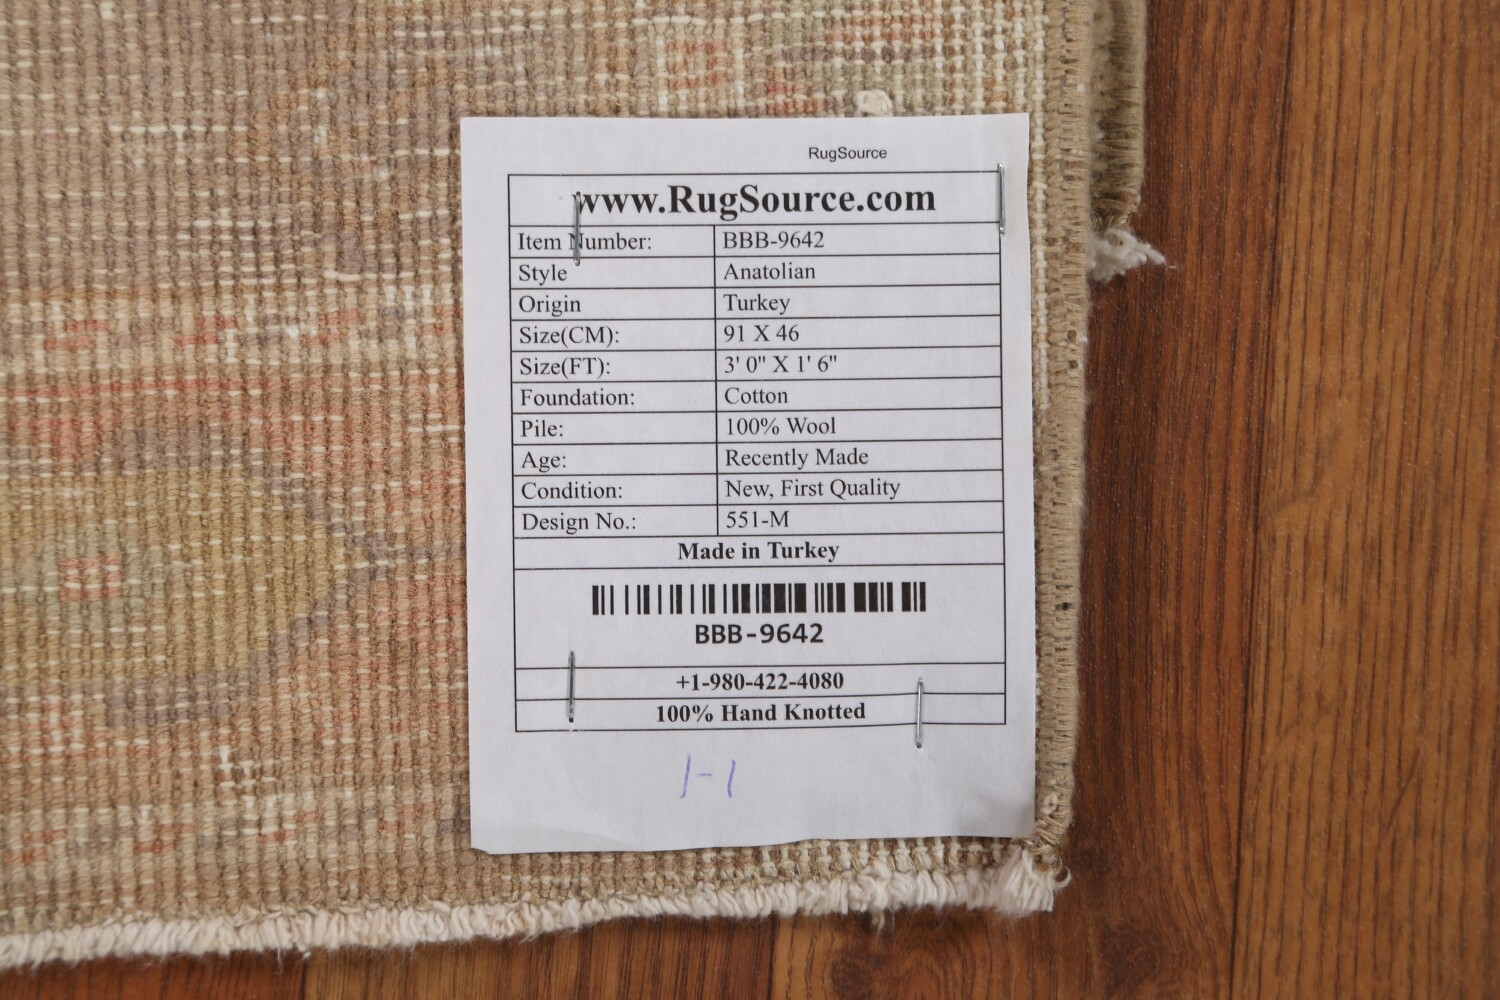 RugSource
www.RugSource.com
Item Number: BBB-9642
Style Anatolian
Origin Turkey
Size(CM): 91 X 46
Size(FT): 3' 0" X 1' 6"
Foundation: Cotton
Pile: 100% Wool
Age: Recently Made
Condition: New, First Quality
Design No.: 551-M
Made in Turkey
BBB-9642
+1-980-422-4080
100% Hand Knotted
1-1